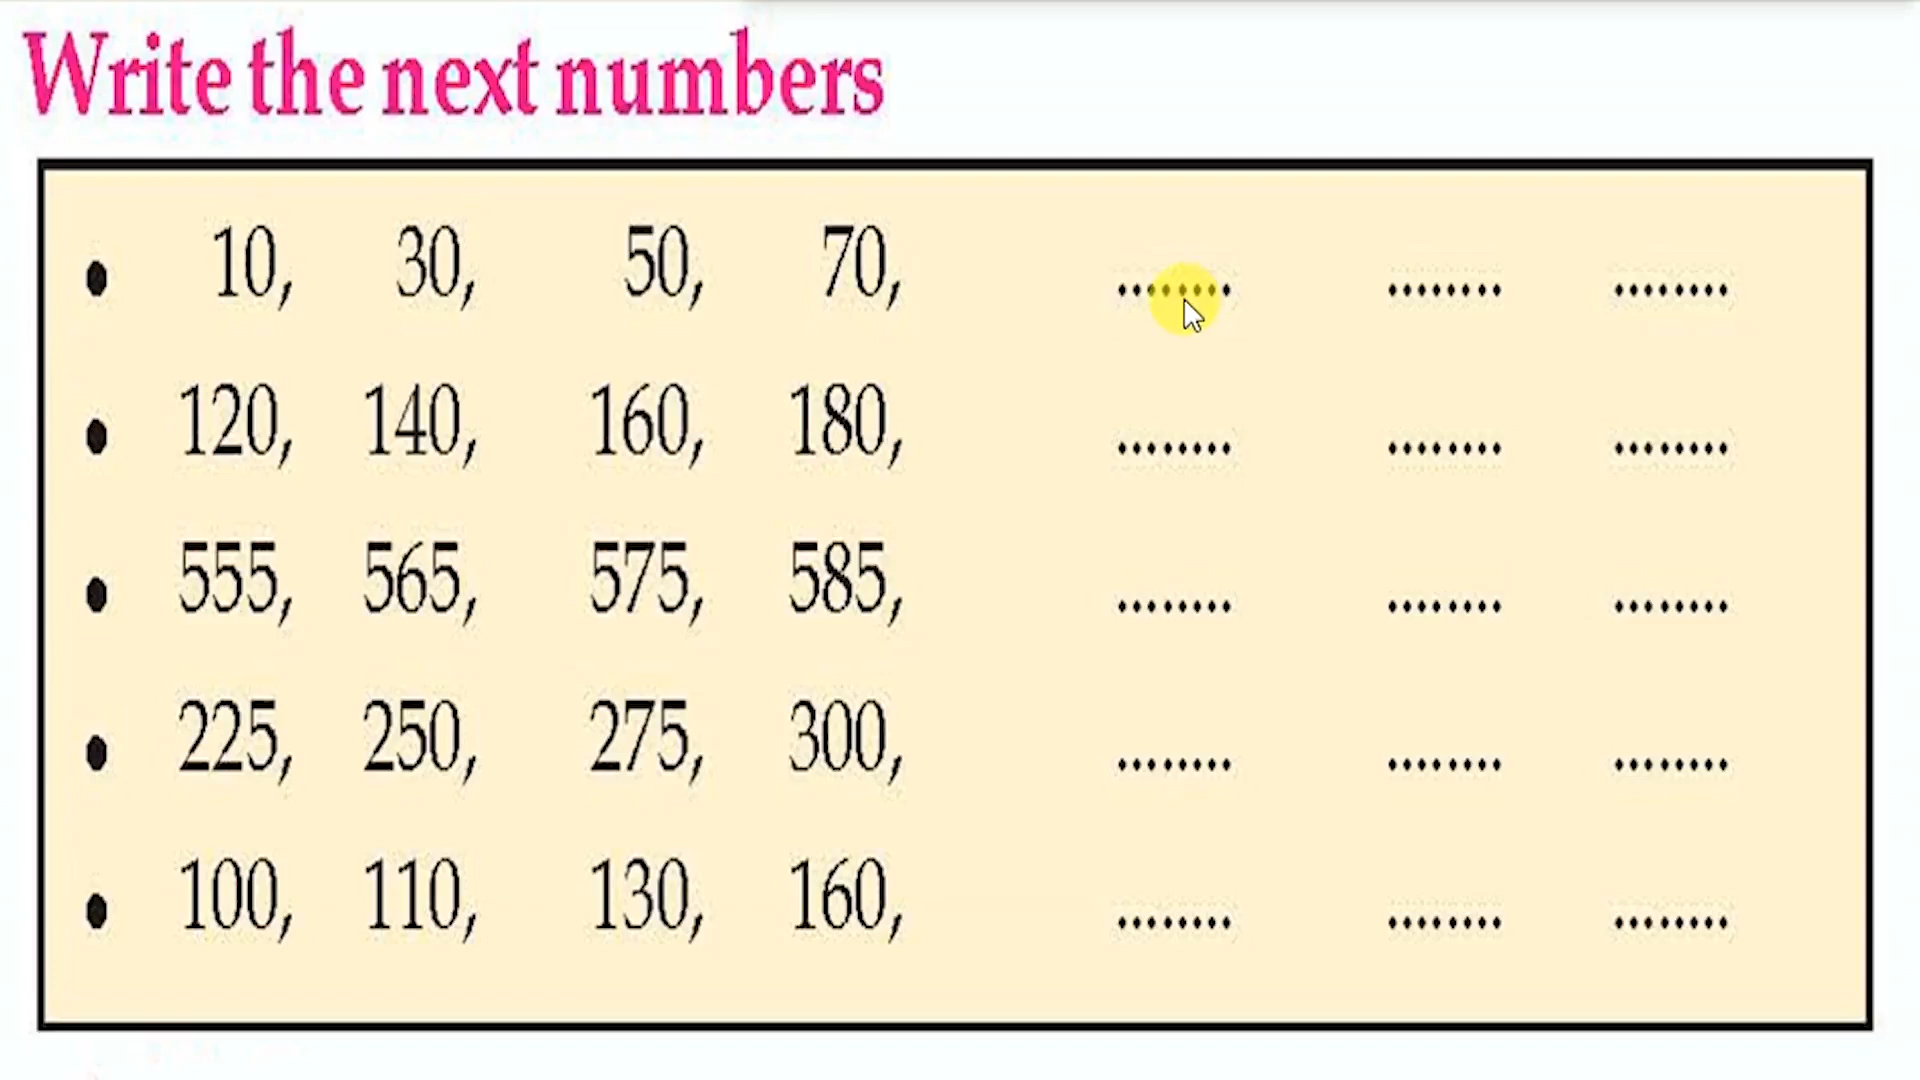 Write the next numbers
• 10, 30, 50, 70, ........ ........ ........
• 120, 140, 160, 180, ........ ........ ........
• 555, 565, 575, 585, ........ ........ ........
• 225, 250, 275, 300, ........ ........ ........
• 100, 110, 130, 160, ........ ........ ........